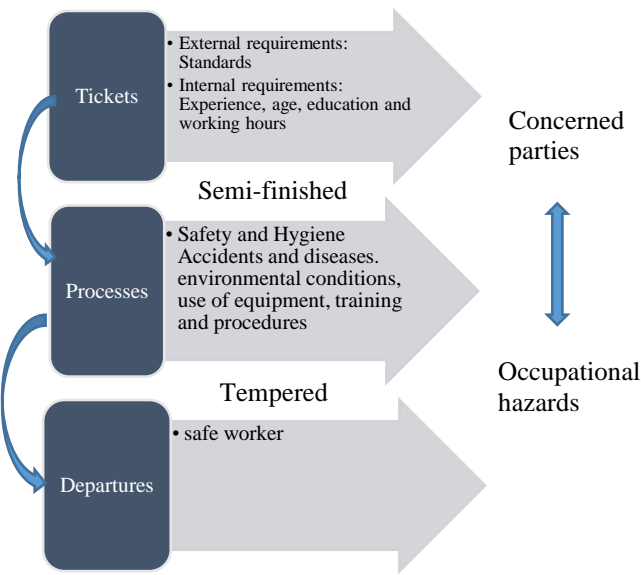 Tickets
• External requirements:
Standards
• Internal requirements:
Experience, age, education and
working hours
Concerned
parties
Semi-finished
Processes
• Safety and Hygiene
Accidents and diseases.
environmental conditions,
use of equipment, training
and procedures
Occupational
hazards
Tempered
Departures
• safe worker